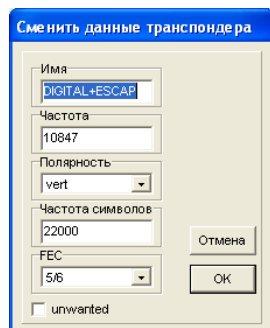 Сменить данные транспондера
Имя
DIGITAL+ESCAP
Частота
10847
Полярность
vert
Частота символов
22000
Отмена
FEC
5/6
OK
unwanted